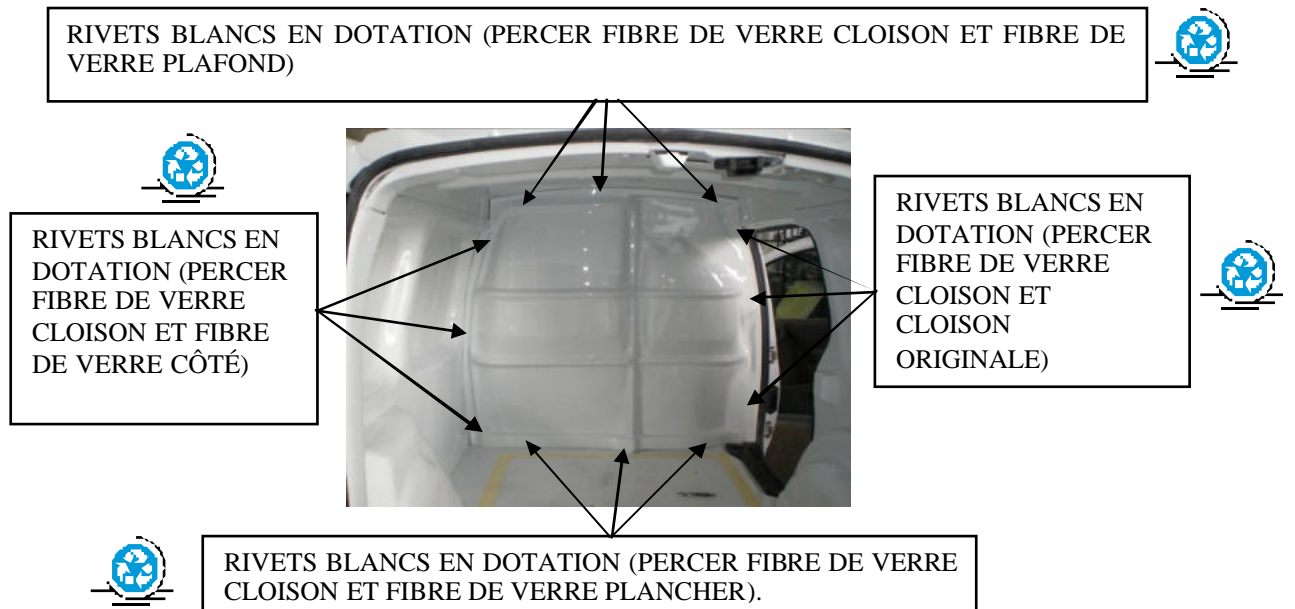 RIVETS BLANCS EN DOTATION (PERCER FIBRE DE VERRE CLOISON ET FIBRE DE
VERRE PLAFOND)
RIVETS BLANCS EN
DOTATION (PERCER
FIBRE DE VERRE
CLOISON ET FIBRE
DE VERRE CÔTÉ)
RIVETS BLANCS EN
DOTATION (PERCER
FIBRE DE VERRE
CLOISON ET
CLOISON
ORIGINALE)
RIVETS BLANCS EN DOTATION (PERCER FIBRE DE VERRE
CLOISON ET FIBRE DE VERRE PLANCHER).